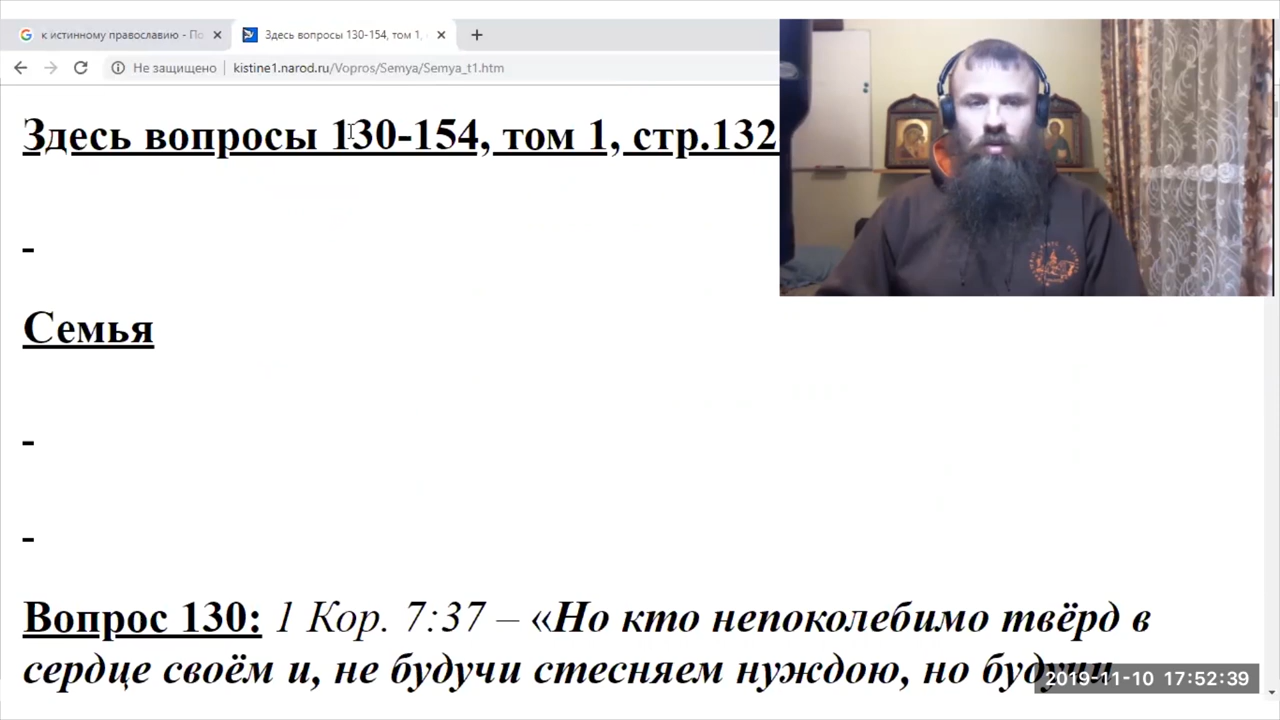 к истинному православию - По
Здесь вопросы 130-154, том 1,
Не защищено
kistine1.narod.ru/Vopros/Semya/Semya_t1.htm
Здесь вопросы 130-154, том 1, стр.132
-
Семья
-
-
Вопрос 130: 1 Кор. 7:37 – «Но кто непоколебимо твёрд в
сердце своём и, не будучи стесняем нуждою, но будучи
2019-11-10 17:52:39